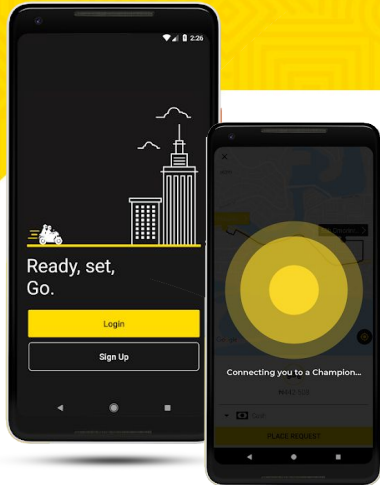 2:26
Ready, set,
Go.
Login
Sign Up
Connecting you to a Champion...
PLACE REQUEST